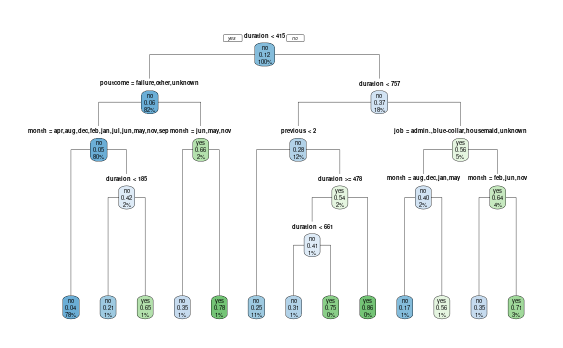 yes duration < 415 no
no
0.12
100%
poutcome = failure,other,unknown
duration < 757
no
0.06
82%
no
0.37
18%
month = apr,aug,dec,feb,jan,jul,jun,may,nov,sep
month = jun,may,nov
previous < 2
job = admin.,blue-collar,housemaid,unknown
no
0.05
80%
yes
0.66
2%
no
0.28
12%
yes
0.56
5%
duration < 185
duration >= 478
month = aug,dec,jan,may
month = feb,jun,nov
no
0.42
2%
yes
0.54
2%
no
0.40
2%
yes
0.64
4%
duration < 661
no
0.41
1%
no
0.04
78%
no
0.21
1%
yes
0.65
1%
no
0.35
1%
yes
0.78
1%
no
0.25
11%
no
0.31
1%
yes
0.75
0%
yes
0.86
0%
no
0.17
1%
yes
0.56
1%
no
0.35
1%
yes
0.71
3%